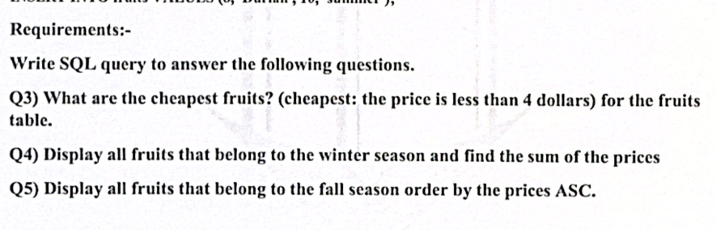 Requirements:-
Write SQL query to answer the following questions.
Q3) What are the cheapest fruits? (cheapest: the price is less than 4 dollars) for the fruits
table.
Q4) Display all fruits that belong to the winter season and find the sum of the prices
Q5) Display all fruits that belong to the fall season order by the prices ASC.